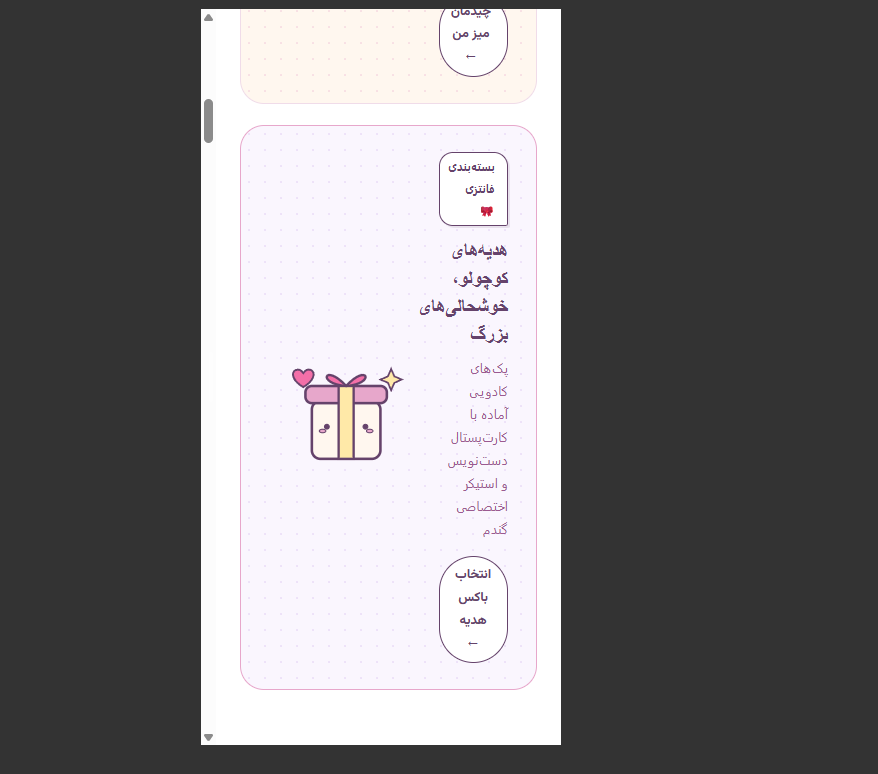 چیدمان
میز من
←
بسته‌بندی
فانتزی
🎀
هدیه‌های
کوچولو،
خوشحالی‌های
بزرگ
پک‌های
کادویی
آماده با
کارت‌پستال
دست‌نویس
و استیکر
اختصاصی
گندم
انتخاب
باکس
هدیه
←